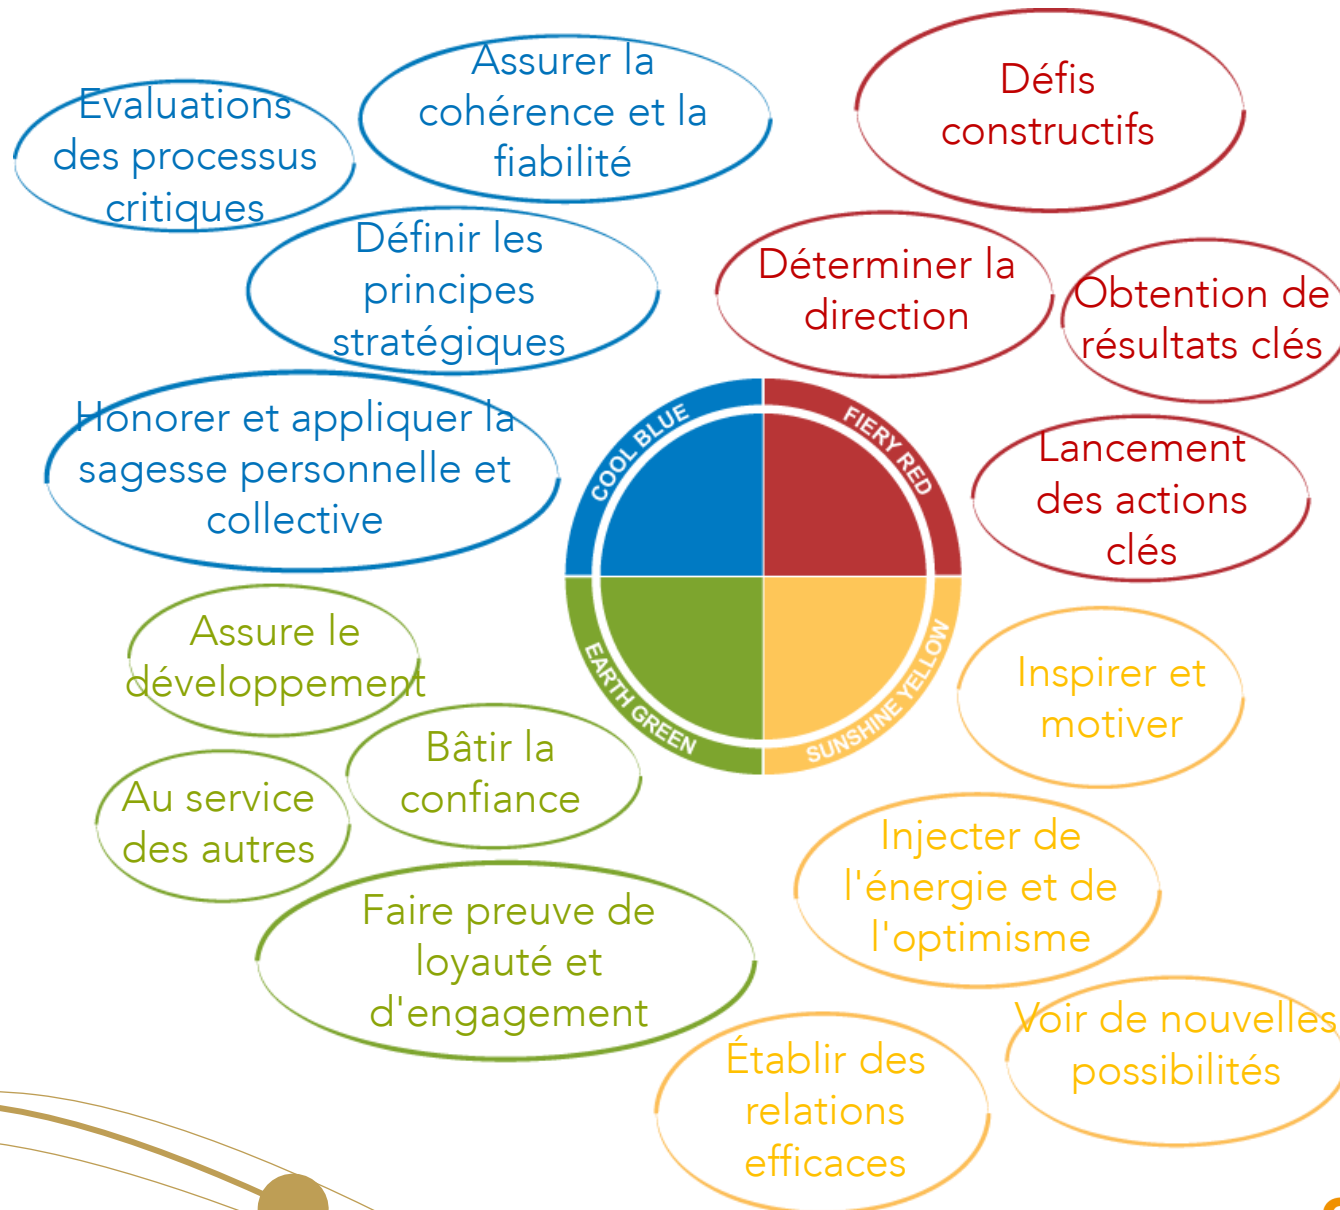 Evaluations
des processus
critiques
Assurer la
cohérence et la
fiabilité
Définir les
principes
stratégiques
Honorer et appliquer la
sagesse personnelle et
collective
Défis
constructifs
Déterminer la
direction
Obtention de
résultats clés
Lancement
des actions
clés
COOL BLUE
FIERY RED
EARTH GREEN
SUNSHINE YELLOW
Assure le
développement
Bâtir la
confiance
Au service
des autres
Faire preuve de
loyauté et
d'engagement
Inspirer et
motiver
Injecter de
l'énergie et de
l'optimisme
Voir de nouvelles
possibilités
Établir des
relations
efficaces